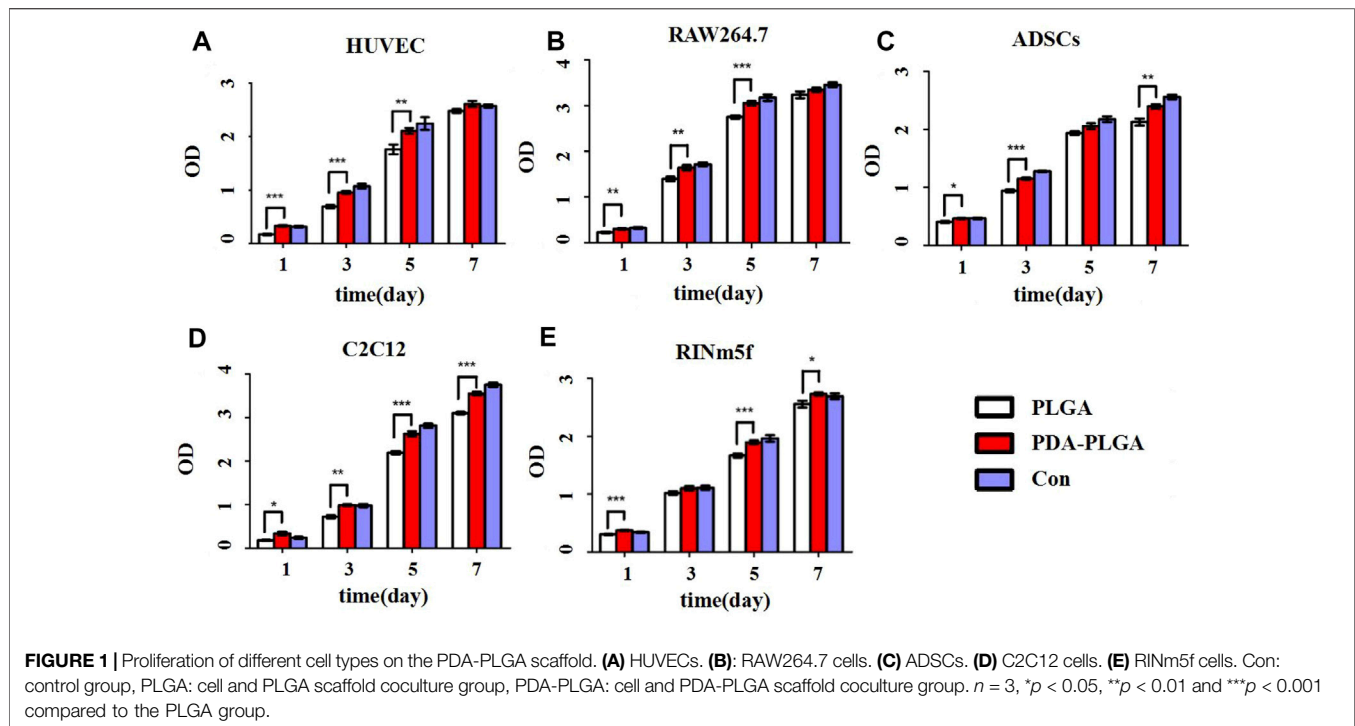 A
HUVEC
OD
3
2
1
0
***
***
**
1 3 5 7
time(day)
B
RAW264.7
OD
4
3
2
1
0
**
**
***
1 3 5 7
time(day)
C
ADSCs
OD
3
2
1
0
*
***
**
1 3 5 7
time(day)
D
C2C12
OD
4
3
2
1
0
*
**
***
***
1 3 5 7
time(day)
E
RINm5f
OD
3
2
1
0
***
***
*
1 3 5 7
time(day)
PLGA
PDA-PLGA
Con
FIGURE 1 | Proliferation of different cell types on the PDA-PLGA scaffold. (A) HUVECs. (B): RAW264.7 cells. (C) ADSCs. (D) C2C12 cells. (E) RINm5f cells. Con:
control group, PLGA: cell and PLGA scaffold coculture group, PDA-PLGA: cell and PDA-PLGA scaffold coculture group. n = 3, *p < 0.05, **p < 0.01 and ***p < 0.001
compared to the PLGA group.